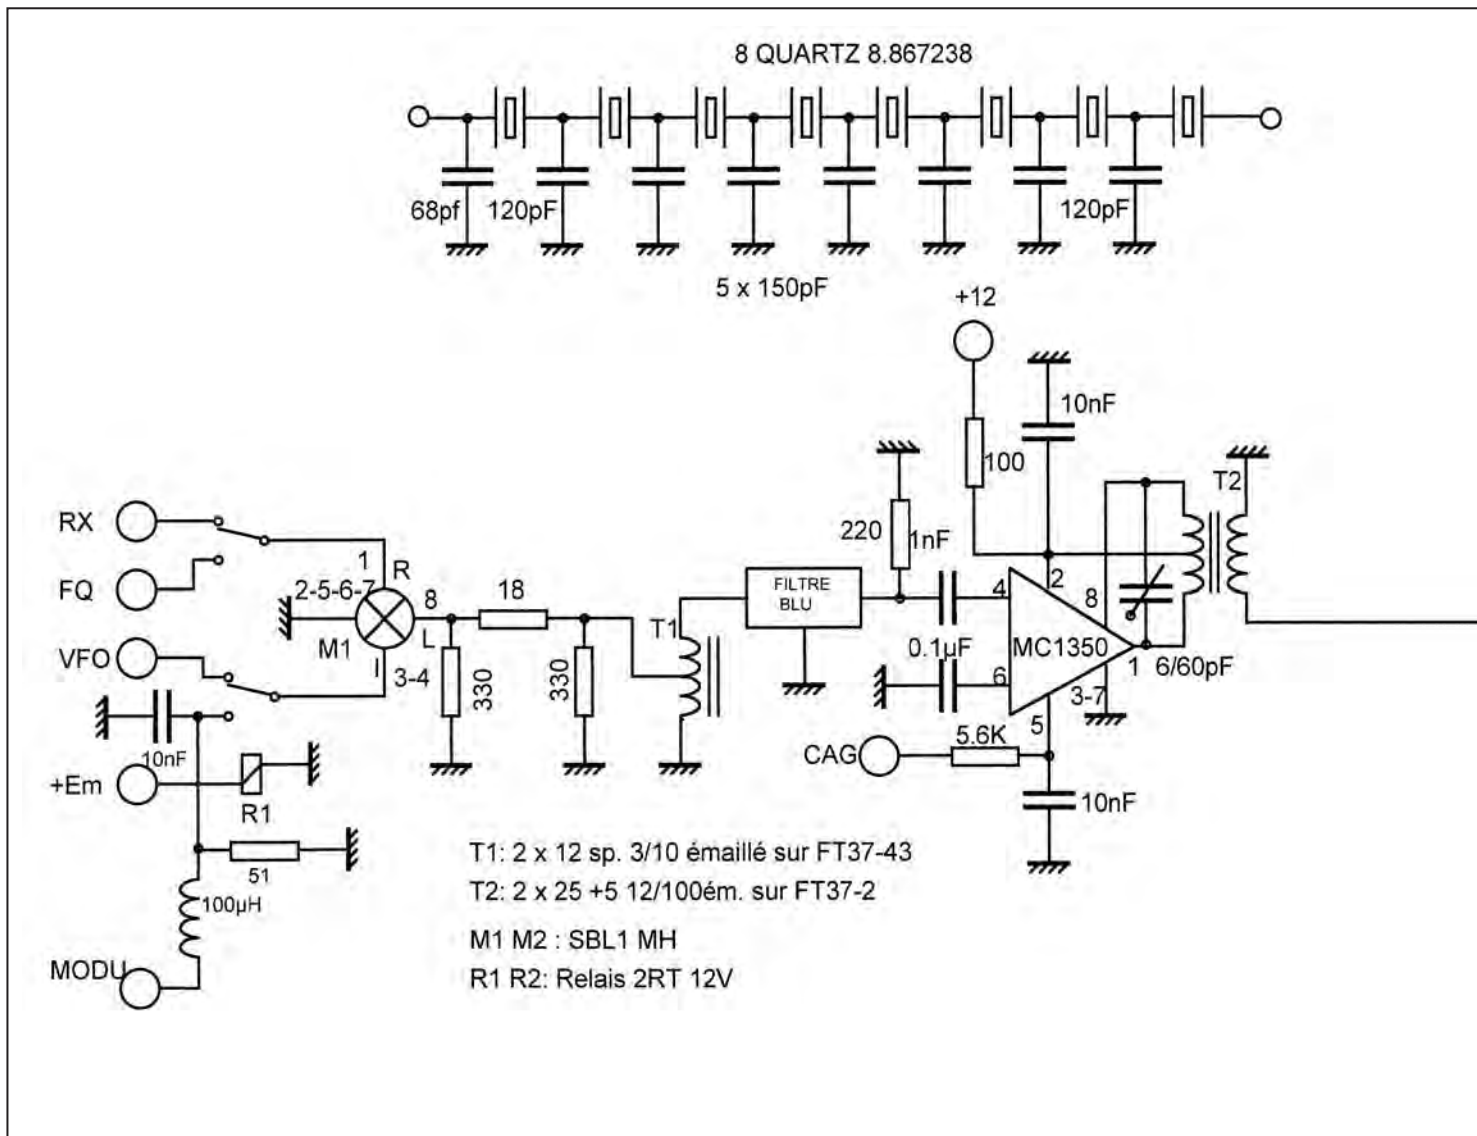 8 QUARTZ 8.867238
68pf
120pF
120pF
5 x 150pF
+12
10nF
100
T2
RX
220
1nF
1
R
FQ
2-5-6-7
8
18
FILTRE
BLU
4
2
8
T1
L
M1
I
3-4
330
330
0.1µF
MC1350
VFO
6
1
6/60pF
3-7
5
10nF
CAG
5.6K
+Em
R1
10nF
51
T1: 2 x 12 sp. 3/10 émaillé sur FT37-43
T2: 2 x 25 +5 12/100ém. sur FT37-2
100µH
M1 M2 : SBL1 MH
MODU
R1 R2: Relais 2RT 12V